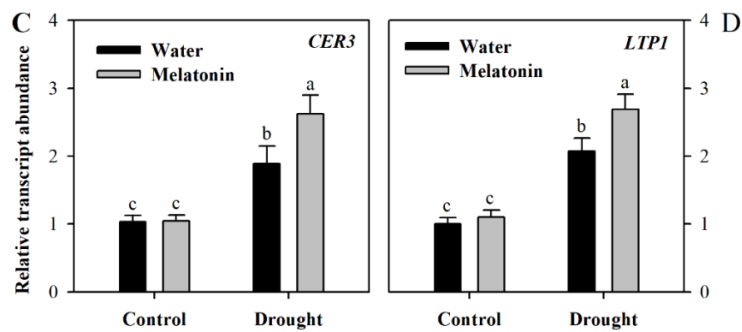 C
4
3
2
1
0
Relative transcript abundance
Water
Melatonin
CER3
c
c
b
a
Control
Drought
Water
Melatonin
LTP1
c
c
b
a
Control
Drought
4
3
2
1
0
D